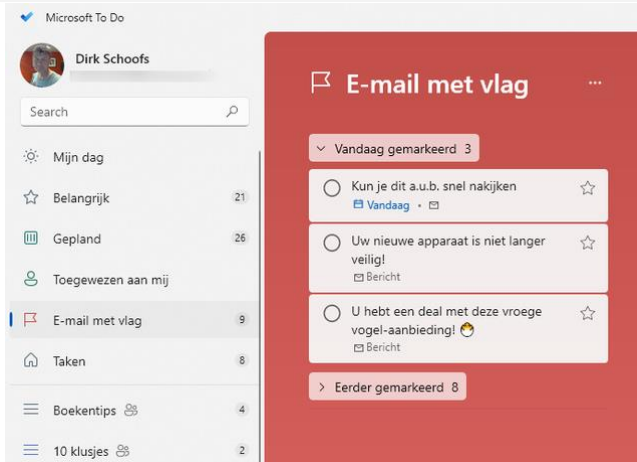 Microsoft To Do
Dirk Schoofs
Search
Mijn dag
Belangrijk 21
Gepland 26
Toegewezen aan mij
E-mail met vlag 9
Taken 8
Boekentips 4
10 klusjes 2
E-mail met vlag
Vandaag gemarkeerd 3
Kun je dit a.u.b. snel nakijken
Vandaag •
Uw nieuwe apparaat is niet langer
veilig!
Bericht
U hebt een deal met deze vroege
vogel-aanbieding! 🐣
Bericht
Eerder gemarkeerd 8